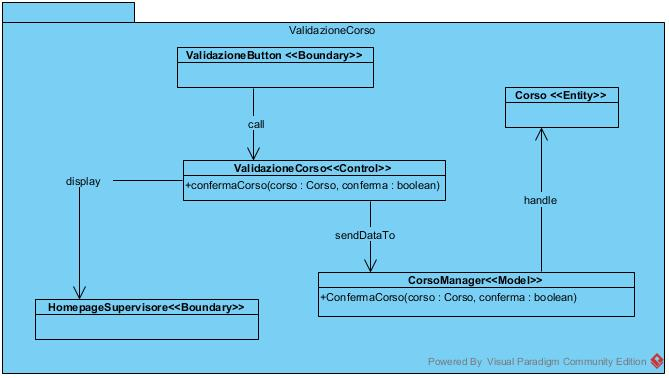 ValidazioneCorso
ValidazioneButton <<Boundary>>
Corso <<Entity>>
call
ValidazioneCorso<<Control>>
+confermaCorso(corso : Corso, conferma : boolean)
display
handle
sendDataTo
CorsoManager<<Model>>
+ConfermaCorso(corso : Corso, conferma : boolean)
HomepageSupervisore<<Boundary>>
Powered By Visual Paradigm Community Edition